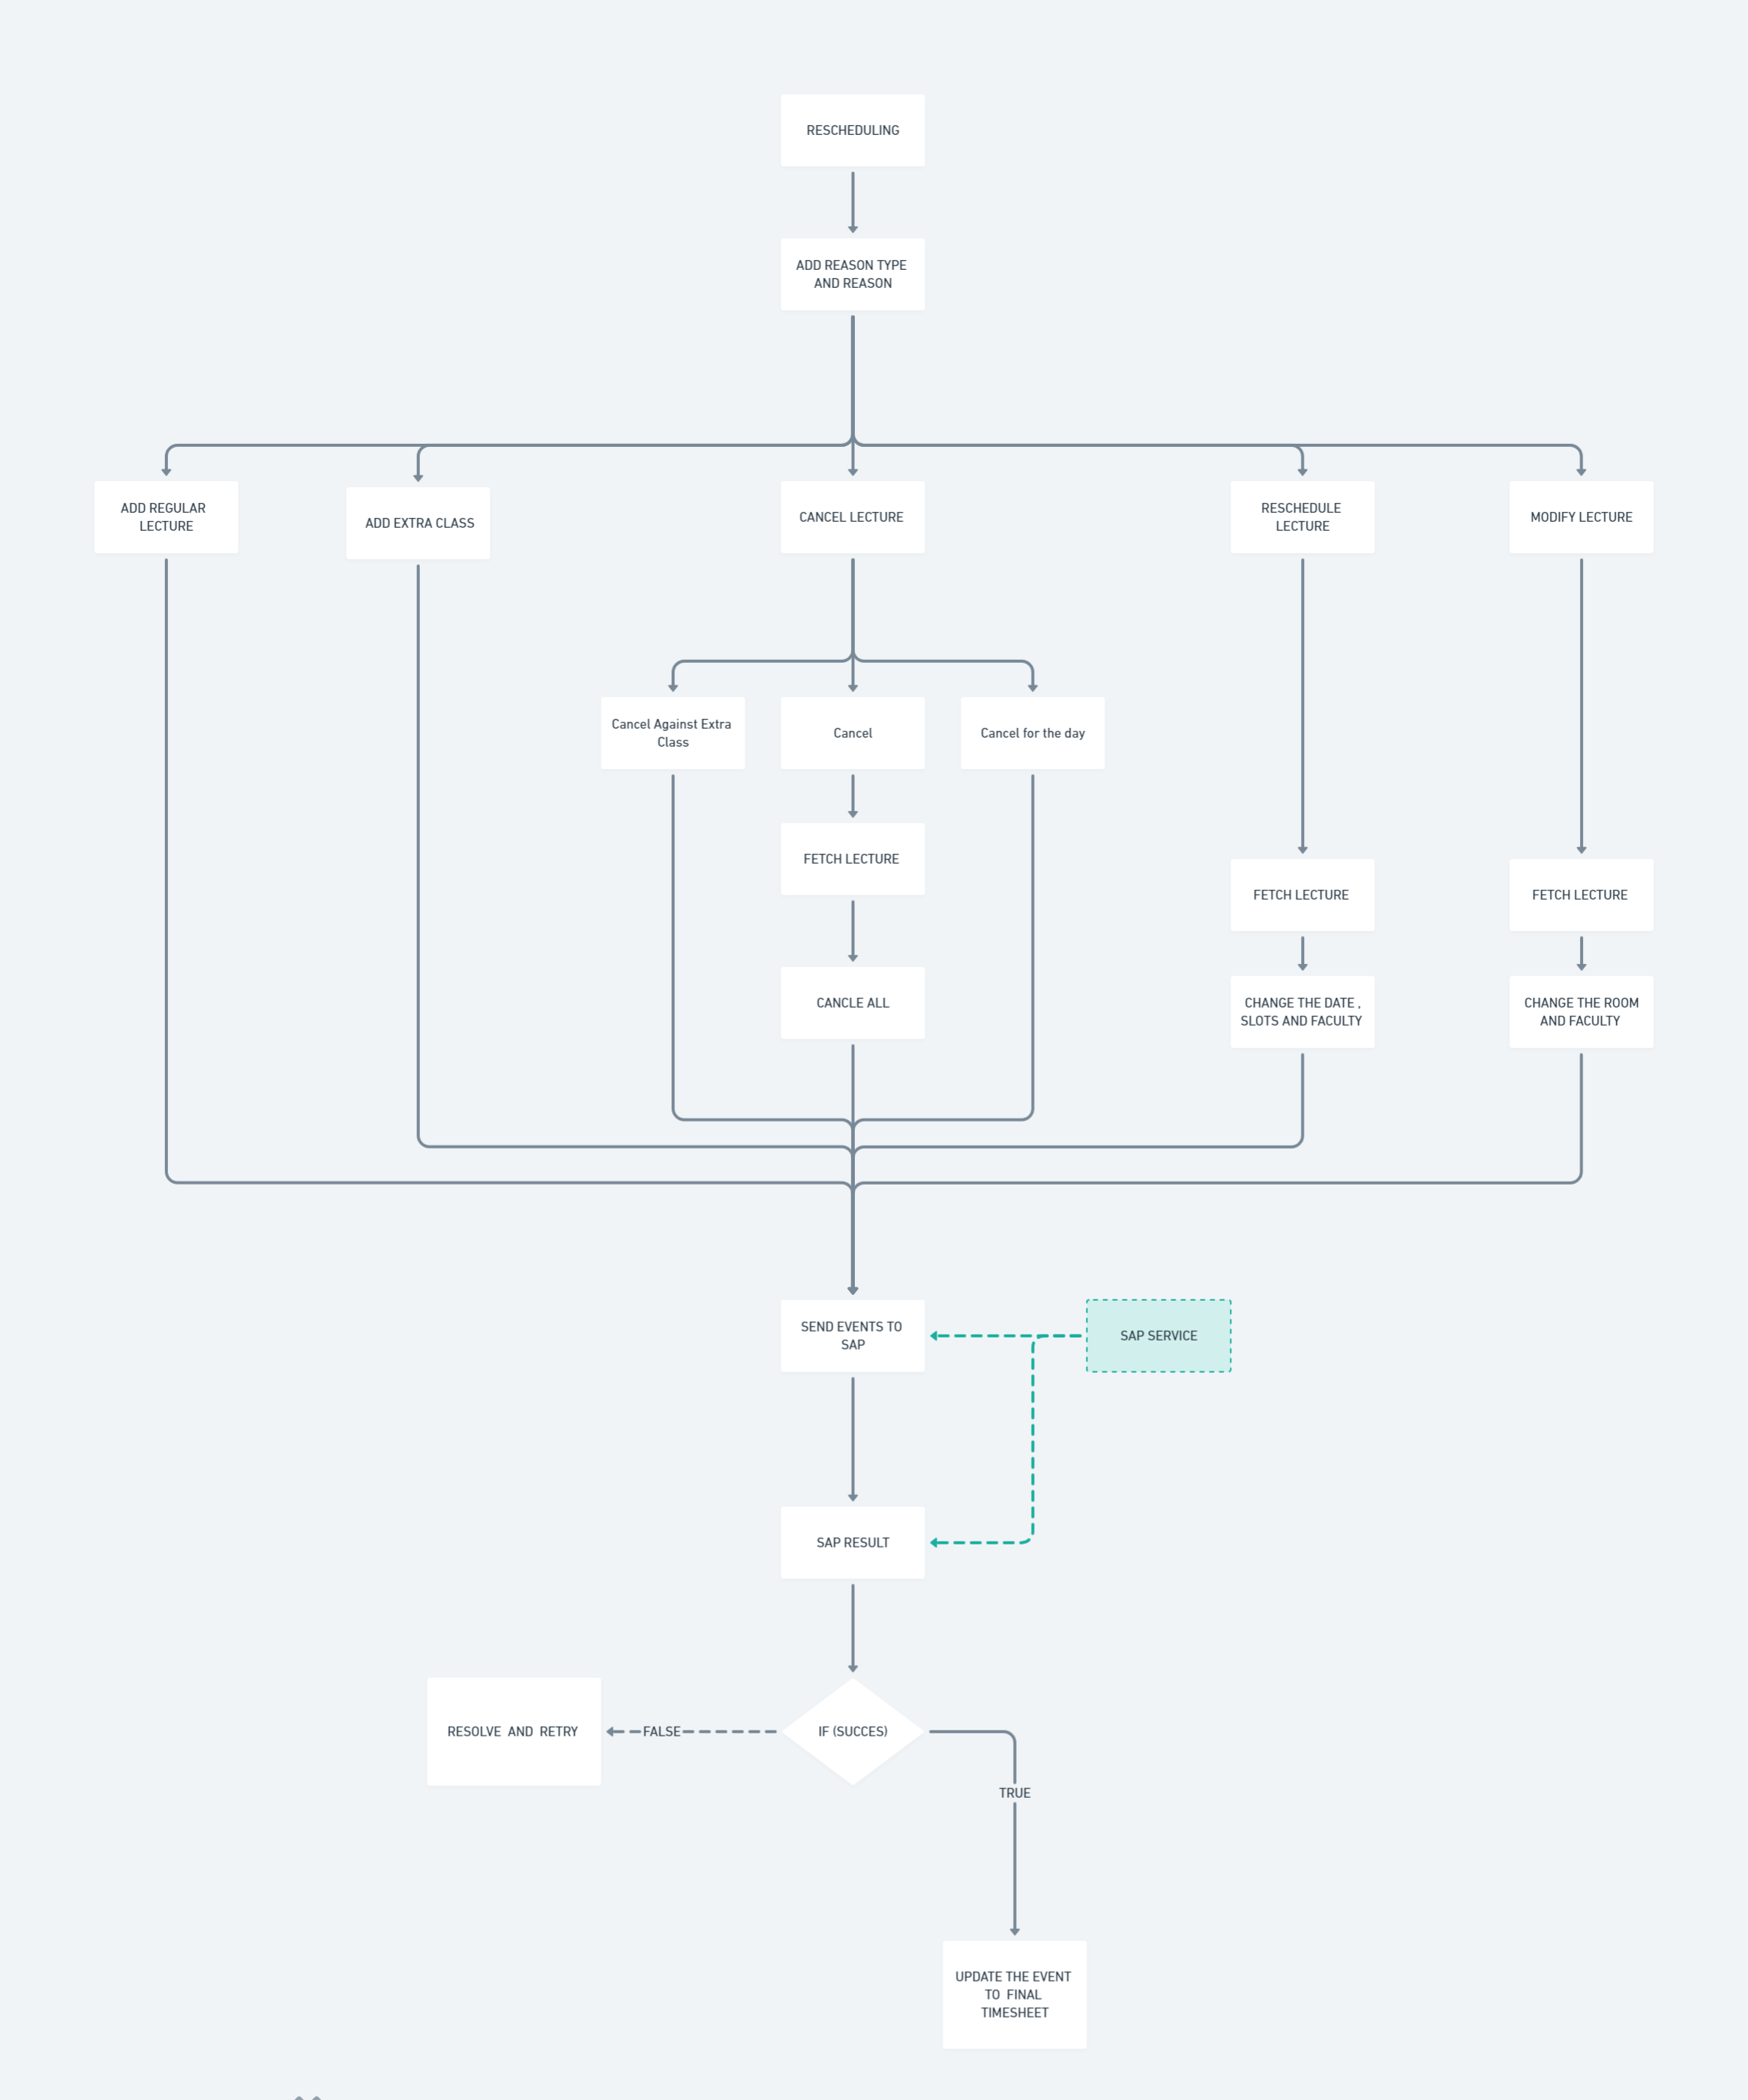 RESCHEDULING
ADD REASON TYPE
AND REASON
ADD REGULAR
LECTURE
ADD EXTRA CLASS
CANCEL LECTURE
RESCHEDULE
LECTURE
MODIFY LECTURE
Cancel Against Extra
Class
Cancel
Cancel for the day
FETCH LECTURE
FETCH LECTURE
FETCH LECTURE
CANCLE ALL
CHANGE THE DATE ,
SLOTS AND FACULTY
CHANGE THE ROOM
AND FACULTY
SEND EVENTS TO
SAP
SAP SERVICE
SAP RESULT
RESOLVE AND RETRY
FALSE
IF (SUCCES)
TRUE
UPDATE THE EVENT
TO FINAL
TIMESHEET